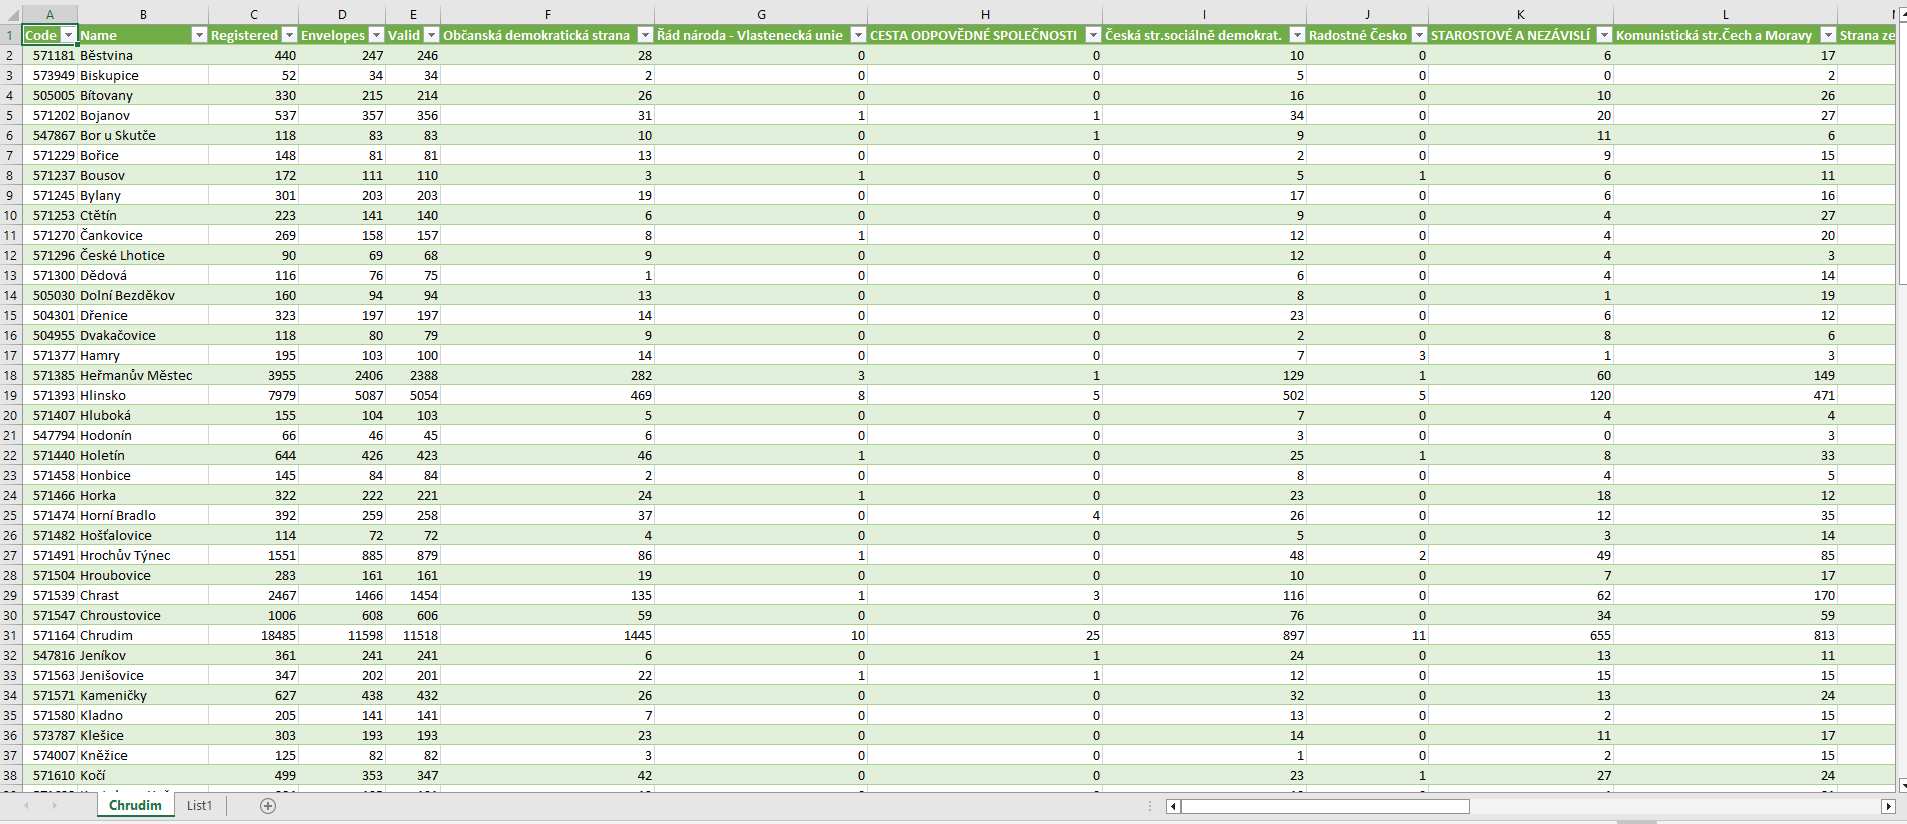 A B C D E F G H I J K L
1 Code Name Registered Envelopes Valid Občanská demokratická strana Řád národa - Vlastenecká unie CESTA ODPOVĚDNÉ SPOLEČNOSTI Česká str.sociálně demokrat. Radostné Česko STAROSTOVÉ A NEZÁVISLÍ Komunistická str.Čech a Moravy Strana ze
2 571181 Běstvina 440 247 246 28 0 0 10 0 6 17
3 573949 Biskupice 52 34 34 2 0 0 5 0 0 2
4 505005 Bítovany 330 215 214 26 0 0 16 0 10 26
5 571202 Bojanov 537 357 356 31 1 1 34 0 20 27
6 547867 Bor u Skutče 118 83 83 10 0 1 9 0 11 6
7 571229 Bořice 148 81 81 13 0 0 2 0 9 15
8 571237 Bousov 172 111 110 3 1 0 5 1 6 11
9 571245 Bylany 301 203 203 19 0 0 17 0 6 16
10 571253 Ctětín 223 141 140 6 0 0 9 0 4 27
11 571270 Čankovice 269 158 157 8 1 0 12 0 4 20
12 571296 České Lhotice 90 69 68 9 0 0 12 0 4 3
13 571300 Dědová 116 76 75 1 0 0 6 0 4 14
14 505030 Dolní Bezděkov 160 94 94 13 0 0 8 0 1 19
15 504301 Dřenice 323 197 197 14 0 0 23 0 6 12
16 504955 Dvakačovice 118 80 79 9 0 0 2 0 8 6
17 571377 Hamry 195 103 100 14 0 0 7 3 1 3
18 571385 Heřmanův Městec 3955 2406 2388 282 3 1 129 1 60 149
19 571393 Hlinsko 7979 5087 5054 469 8 5 502 5 120 471
20 571407 Hluboká 155 104 103 5 0 0 7 0 4 4
21 547794 Hodonín 66 46 45 6 0 0 3 0 0 3
22 571440 Holetín 644 426 423 46 1 0 25 1 8 33
23 571458 Honbice 145 84 84 2 0 0 8 0 4 5
24 571466 Horka 322 222 221 24 1 0 23 0 18 12
25 571474 Horní Bradlo 392 259 258 37 0 4 26 0 12 35
26 571482 Hošťalovice 114 72 72 4 0 0 5 0 3 14
27 571491 Hrochův Týnec 1551 885 879 86 1 0 48 2 49 85
28 571504 Hroubovice 283 161 161 19 0 0 10 0 7 17
29 571539 Chrast 2467 1466 1454 135 1 3 116 0 62 170
30 571547 Chroustovice 1006 608 606 59 0 0 76 0 34 59
31 571164 Chrudim 18485 11598 11518 1445 10 25 897 11 655 813
32 547816 Jeníkov 361 241 241 6 0 1 24 0 13 11
33 571563 Jenišovice 347 202 201 22 1 1 12 0 15 15
34 571571 Kameničky 627 438 432 26 0 0 32 0 13 24
35 571580 Kladno 205 141 141 7 0 0 13 0 2 15
36 573787 Klešice 303 193 193 23 0 0 14 0 11 17
37 574007 Kněžice 125 82 82 3 0 0 1 0 2 15
38 571610 Kočí 499 353 347 42 0 0 23 1 27 24
Chrudim List1